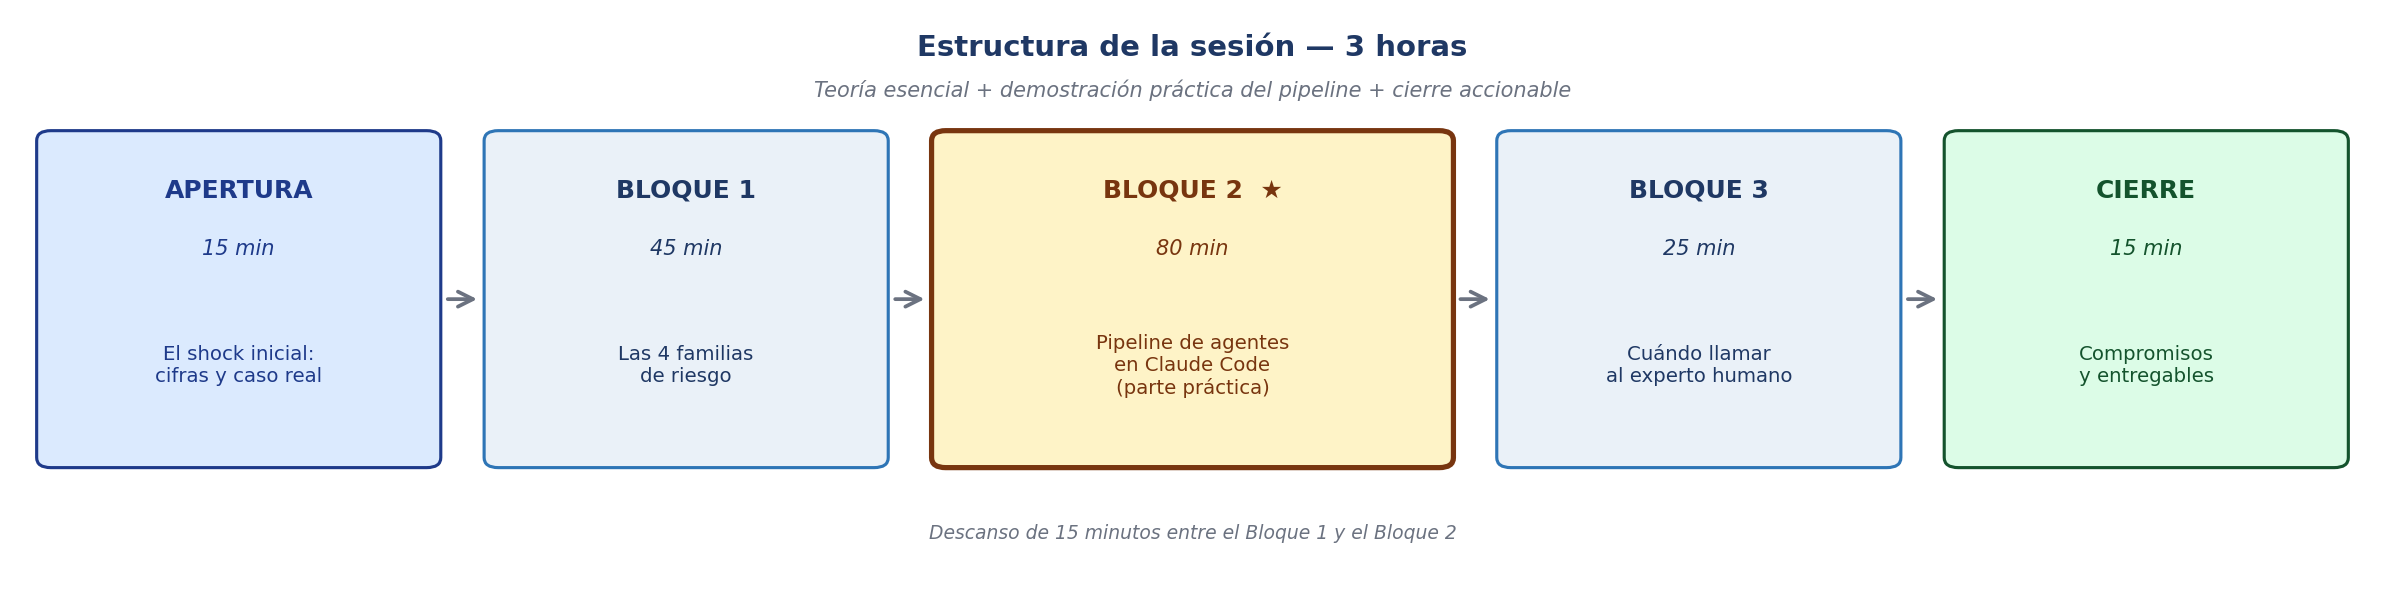 Estructura de la sesión — 3 horas
Teoría esencial + demostración práctica del pipeline + cierre accionable
APERTURA
15 min
El shock inicial:
cifras y caso real
BLOQUE 1
45 min
Las 4 familias
de riesgo
BLOQUE 2 ★
80 min
Pipeline de agentes
en Claude Code
(parte práctica)
BLOQUE 3
25 min
Cuándo llamar
al experto humano
CIERRE
15 min
Compromisos
y entregables
Descanso de 15 minutos entre el Bloque 1 y el Bloque 2